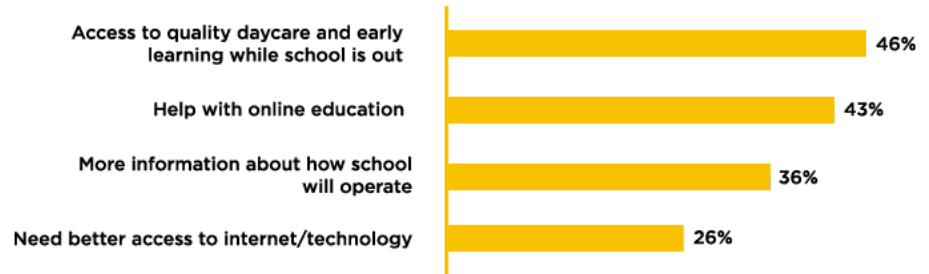 Access to quality daycare and early
learning while school is out
46%
Help with online education
43%
More information about how school
will operate
36%
Need better access to internet/technology
26%